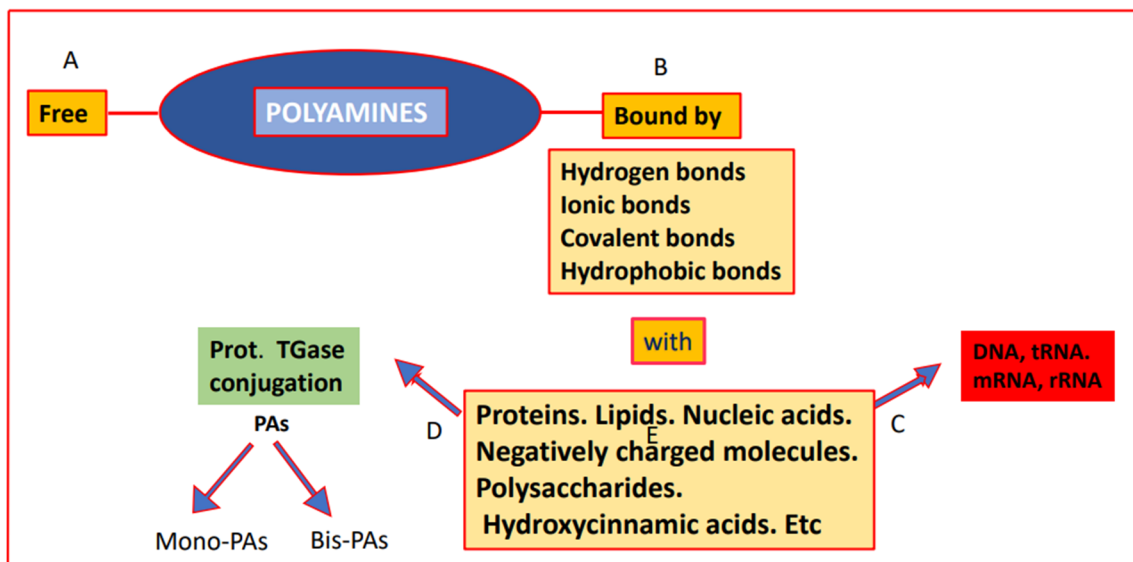 A
B
Free
POLYAMINES
Bound by
Hydrogen bonds
Ionic bonds
Covalent bonds
Hydrophobic bonds
with
Prot. TGase
conjugation
DNA, tRNA.
mRNA, rRNA
PAs
D
C
Proteins. Lipids. Nucleic acids.
E
Negatively charged molecules.
Polysaccharides.
Hydroxycinnamic acids. Etc
Mono-PAs
Bis-PAs